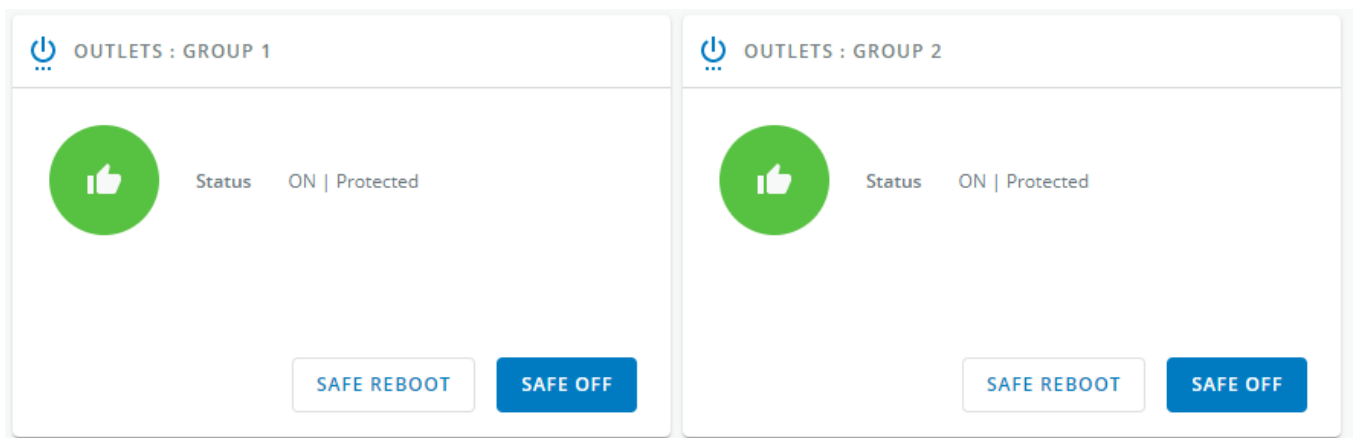 OUTLETS : GROUP 1
Status ON | Protected
SAFE REBOOT SAFE OFF
OUTLETS : GROUP 2
Status ON | Protected
SAFE REBOOT SAFE OFF